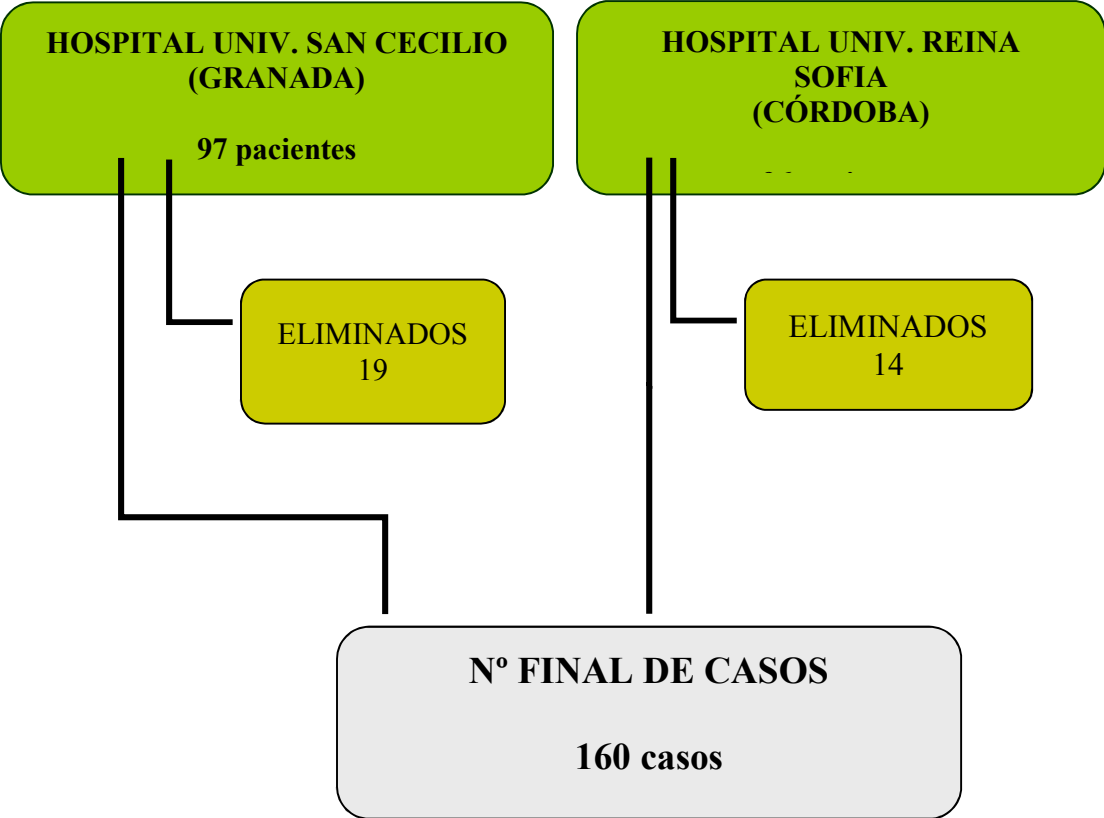 HOSPITAL UNIV. SAN CECILIO
(GRANADA)
97 pacientes
HOSPITAL UNIV. REINA
SOFIA
(CÓRDOBA)
ELIMINADOS
19
ELIMINADOS
14
Nº FINAL DE CASOS
160 casos